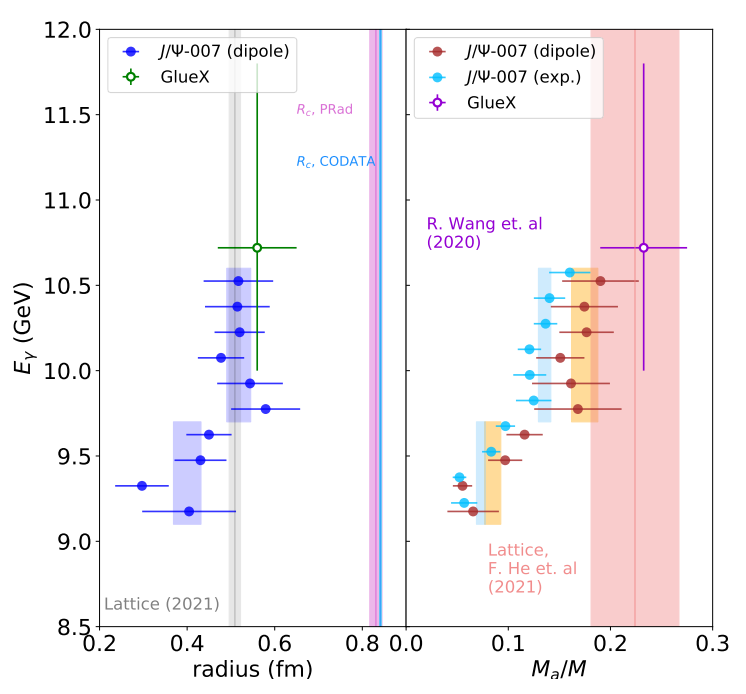 J/Ψ-007 (dipole)
GlueX
R_c, PRad
R_c, CODATA
Lattice (2021)
J/Ψ-007 (dipole)
J/Ψ-007 (exp.)
GlueX
R. Wang et. al
(2020)
Lattice,
F. He et. al
(2021)
12.0
11.5
11.0
10.5
10.0
9.5
9.0
8.5
E_γ (GeV)
0.2
0.4
0.6
0.8
0.0
0.1
0.2
0.3
radius (fm)
M_a/M